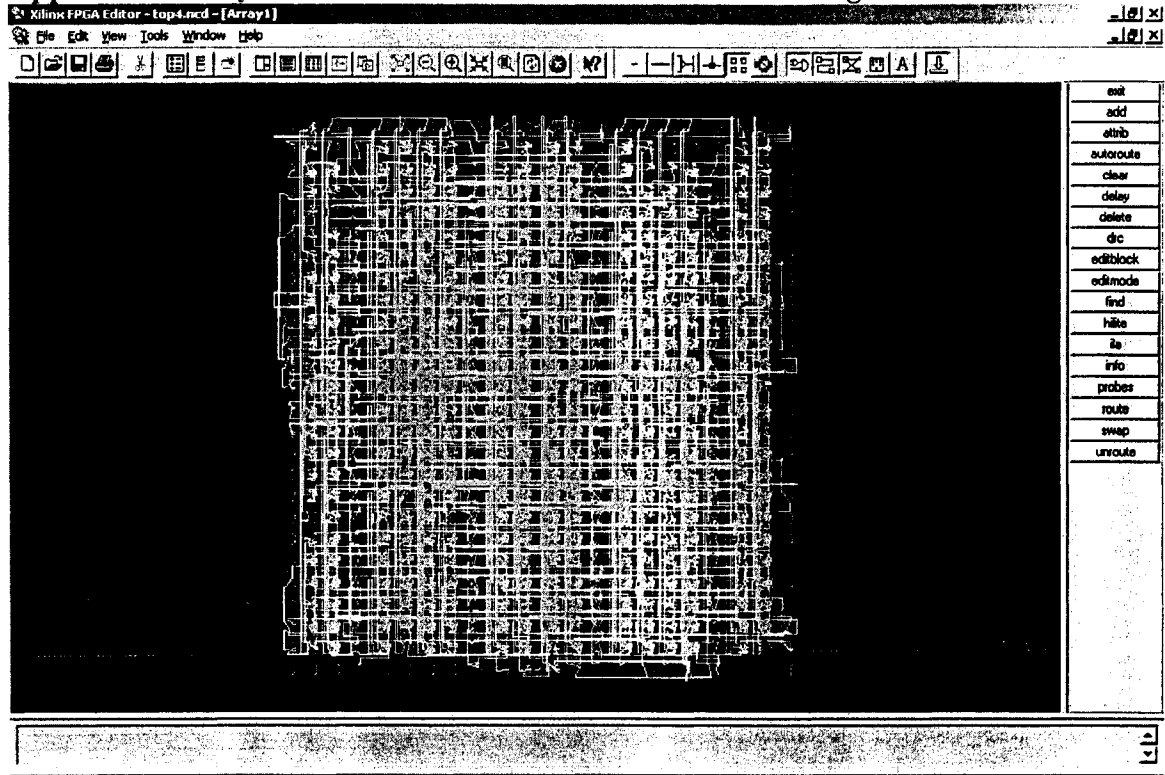 Xilinx FPGA Editor - top4.ncd - [Array1]
File Edit View Tools Window Help
exit
add
attrib
autoroute
clear
delay
delete
drc
editblock
editmode
find
hilite
ila
info
probes
route
swap
unroute